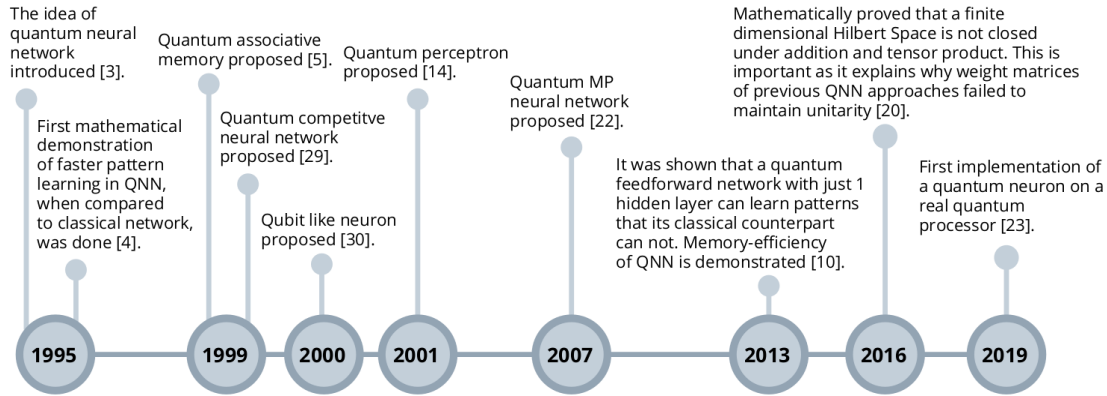 The idea of
quantum neural
network
introduced [3].
First mathematical
demonstration
of faster pattern
learning in QNN,
when compared
to classical network,
was done [4].
Quantum associative
memory proposed [5].
Quantum competitve
neural network
proposed [29].
Qubit like neuron
proposed [30].
Quantum perceptron
proposed [14].
Quantum MP
neural network
proposed [22].
It was shown that a quantum
feedforward network with just 1
hidden layer can learn patterns
that its classical counterpart
can not. Memory-efficiency
of QNN is demonstrated [10].
Mathematically proved that a finite
dimensional Hilbert Space is not closed
under addition and tensor product. This is
important as it explains why weight matrices
of previous QNN approaches failed to
maintain unitarity [20].
First implementation of
a quantum neuron on a
real quantum
processor [23].
1995
1999
2000
2001
2007
2013
2016
2019